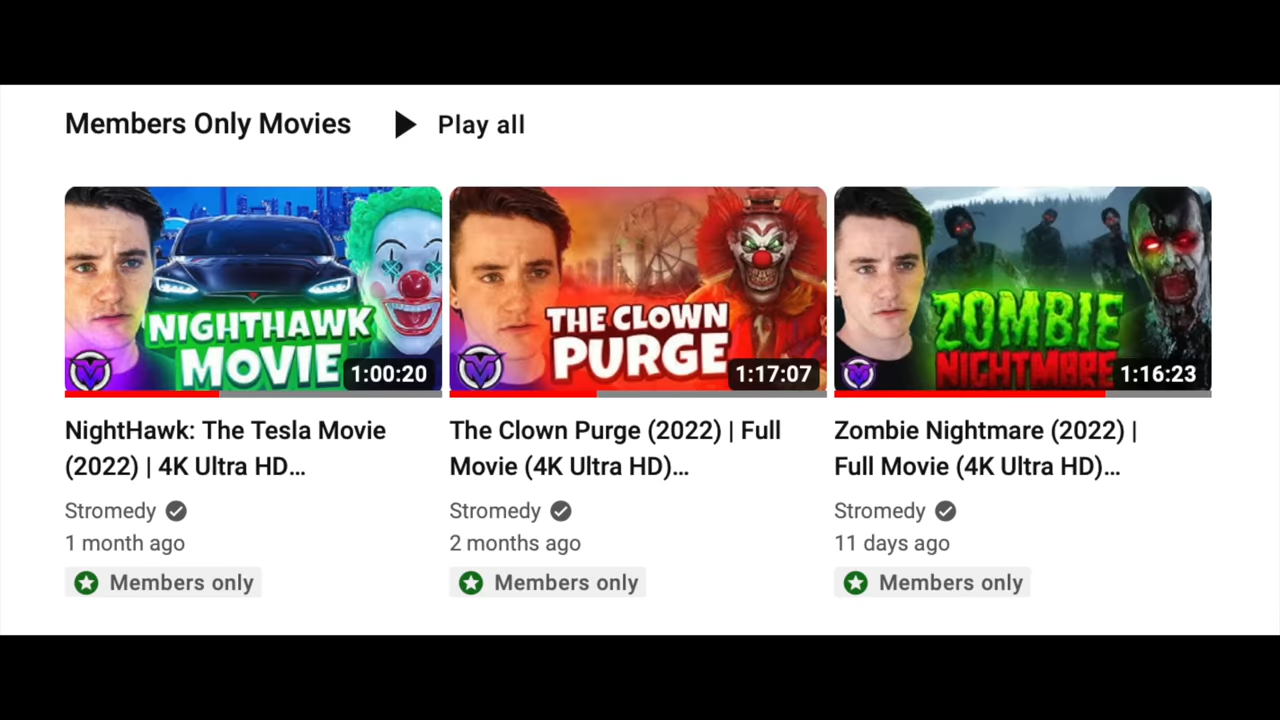 Members Only Movies Play all
NIGHTHAWK
MOVIE
1:00:20
THE CLOWN
PURGE
1:17:07
ZOMBIE
NIGHTMARE
1:16:23
NightHawk: The Tesla Movie
(2022) | 4K Ultra HD...
Stromedy
1 month ago
Members only
The Clown Purge (2022) | Full
Movie (4K Ultra HD)...
Stromedy
2 months ago
Members only
Zombie Nightmare (2022) |
Full Movie (4K Ultra HD)...
Stromedy
11 days ago
Members only